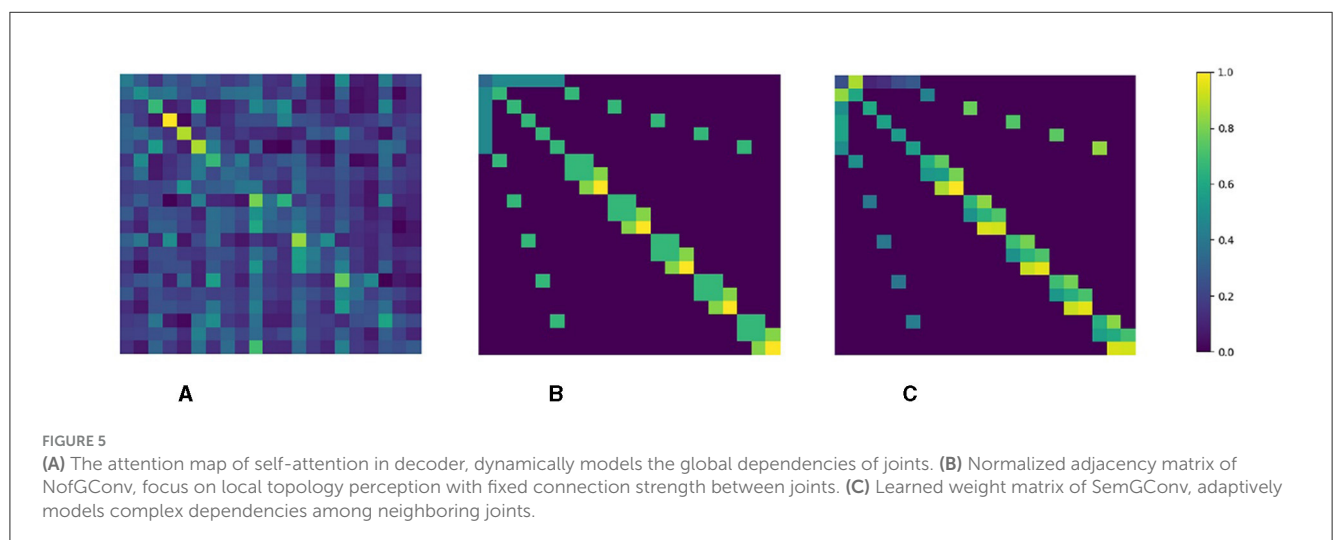 1.0
0.8
0.6
0.4
0.2
0.0
A
B
C
FIGURE 5
(A) The attention map of self-attention in decoder, dynamically models the global dependencies of joints. (B) Normalized adjacency matrix of
NofGConv, focus on local topology perception with fixed connection strength between joints. (C) Learned weight matrix of SemGConv, adaptively
models complex dependencies among neighboring joints.